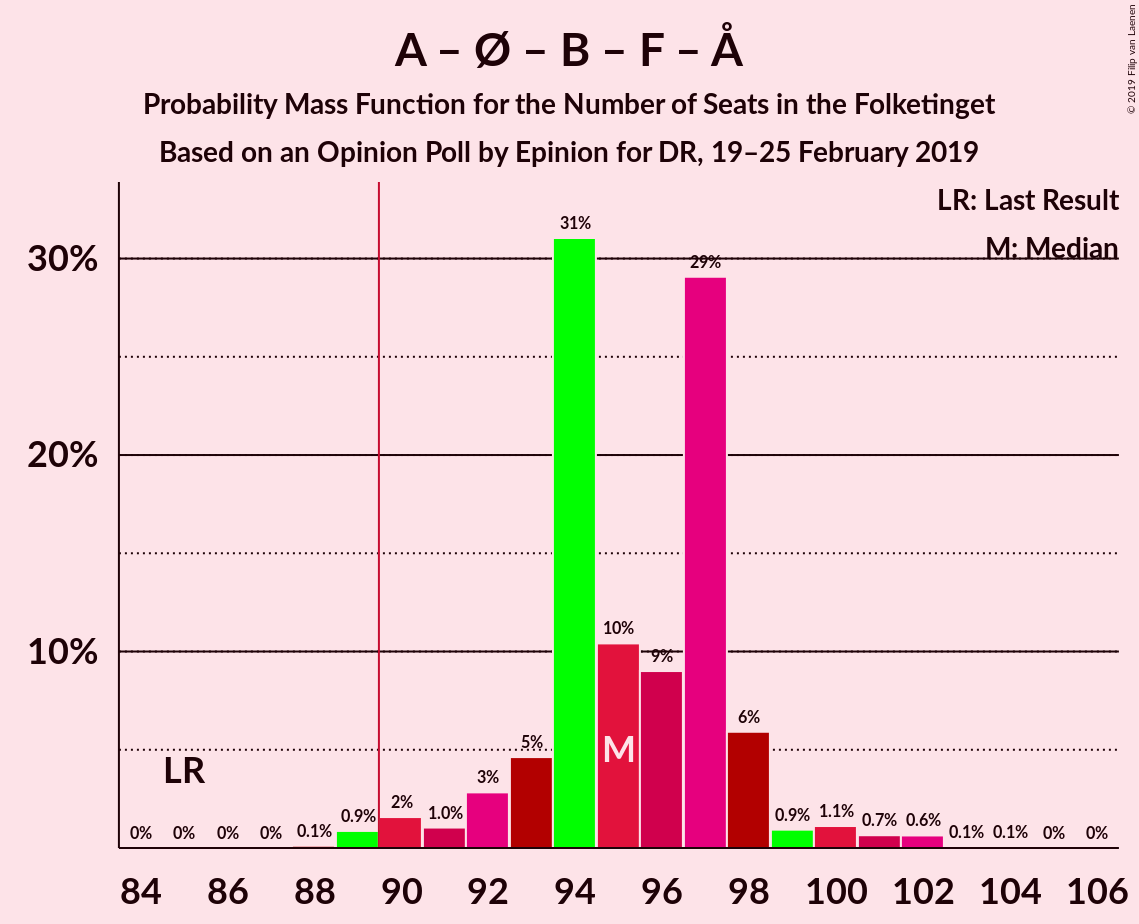 A – Ø – B – F – Å
Probability Mass Function for the Number of Seats in the Folketinget
Based on an Opinion Poll by Epinion for DR, 19–25 February 2019
© 2019 Filip van Laenen
LR: Last Result
M: Median
30%
20%
10%
0% 0% 0% 0% 0.1% 0.9% 2% 1.0% 3% 5% 31% 10% 9% 29% 6% 0.9% 1.1% 0.7% 0.6% 0.1% 0.1% 0% 0%
LR
M
84 86 88 90 92 94 96 98 100 102 104 106